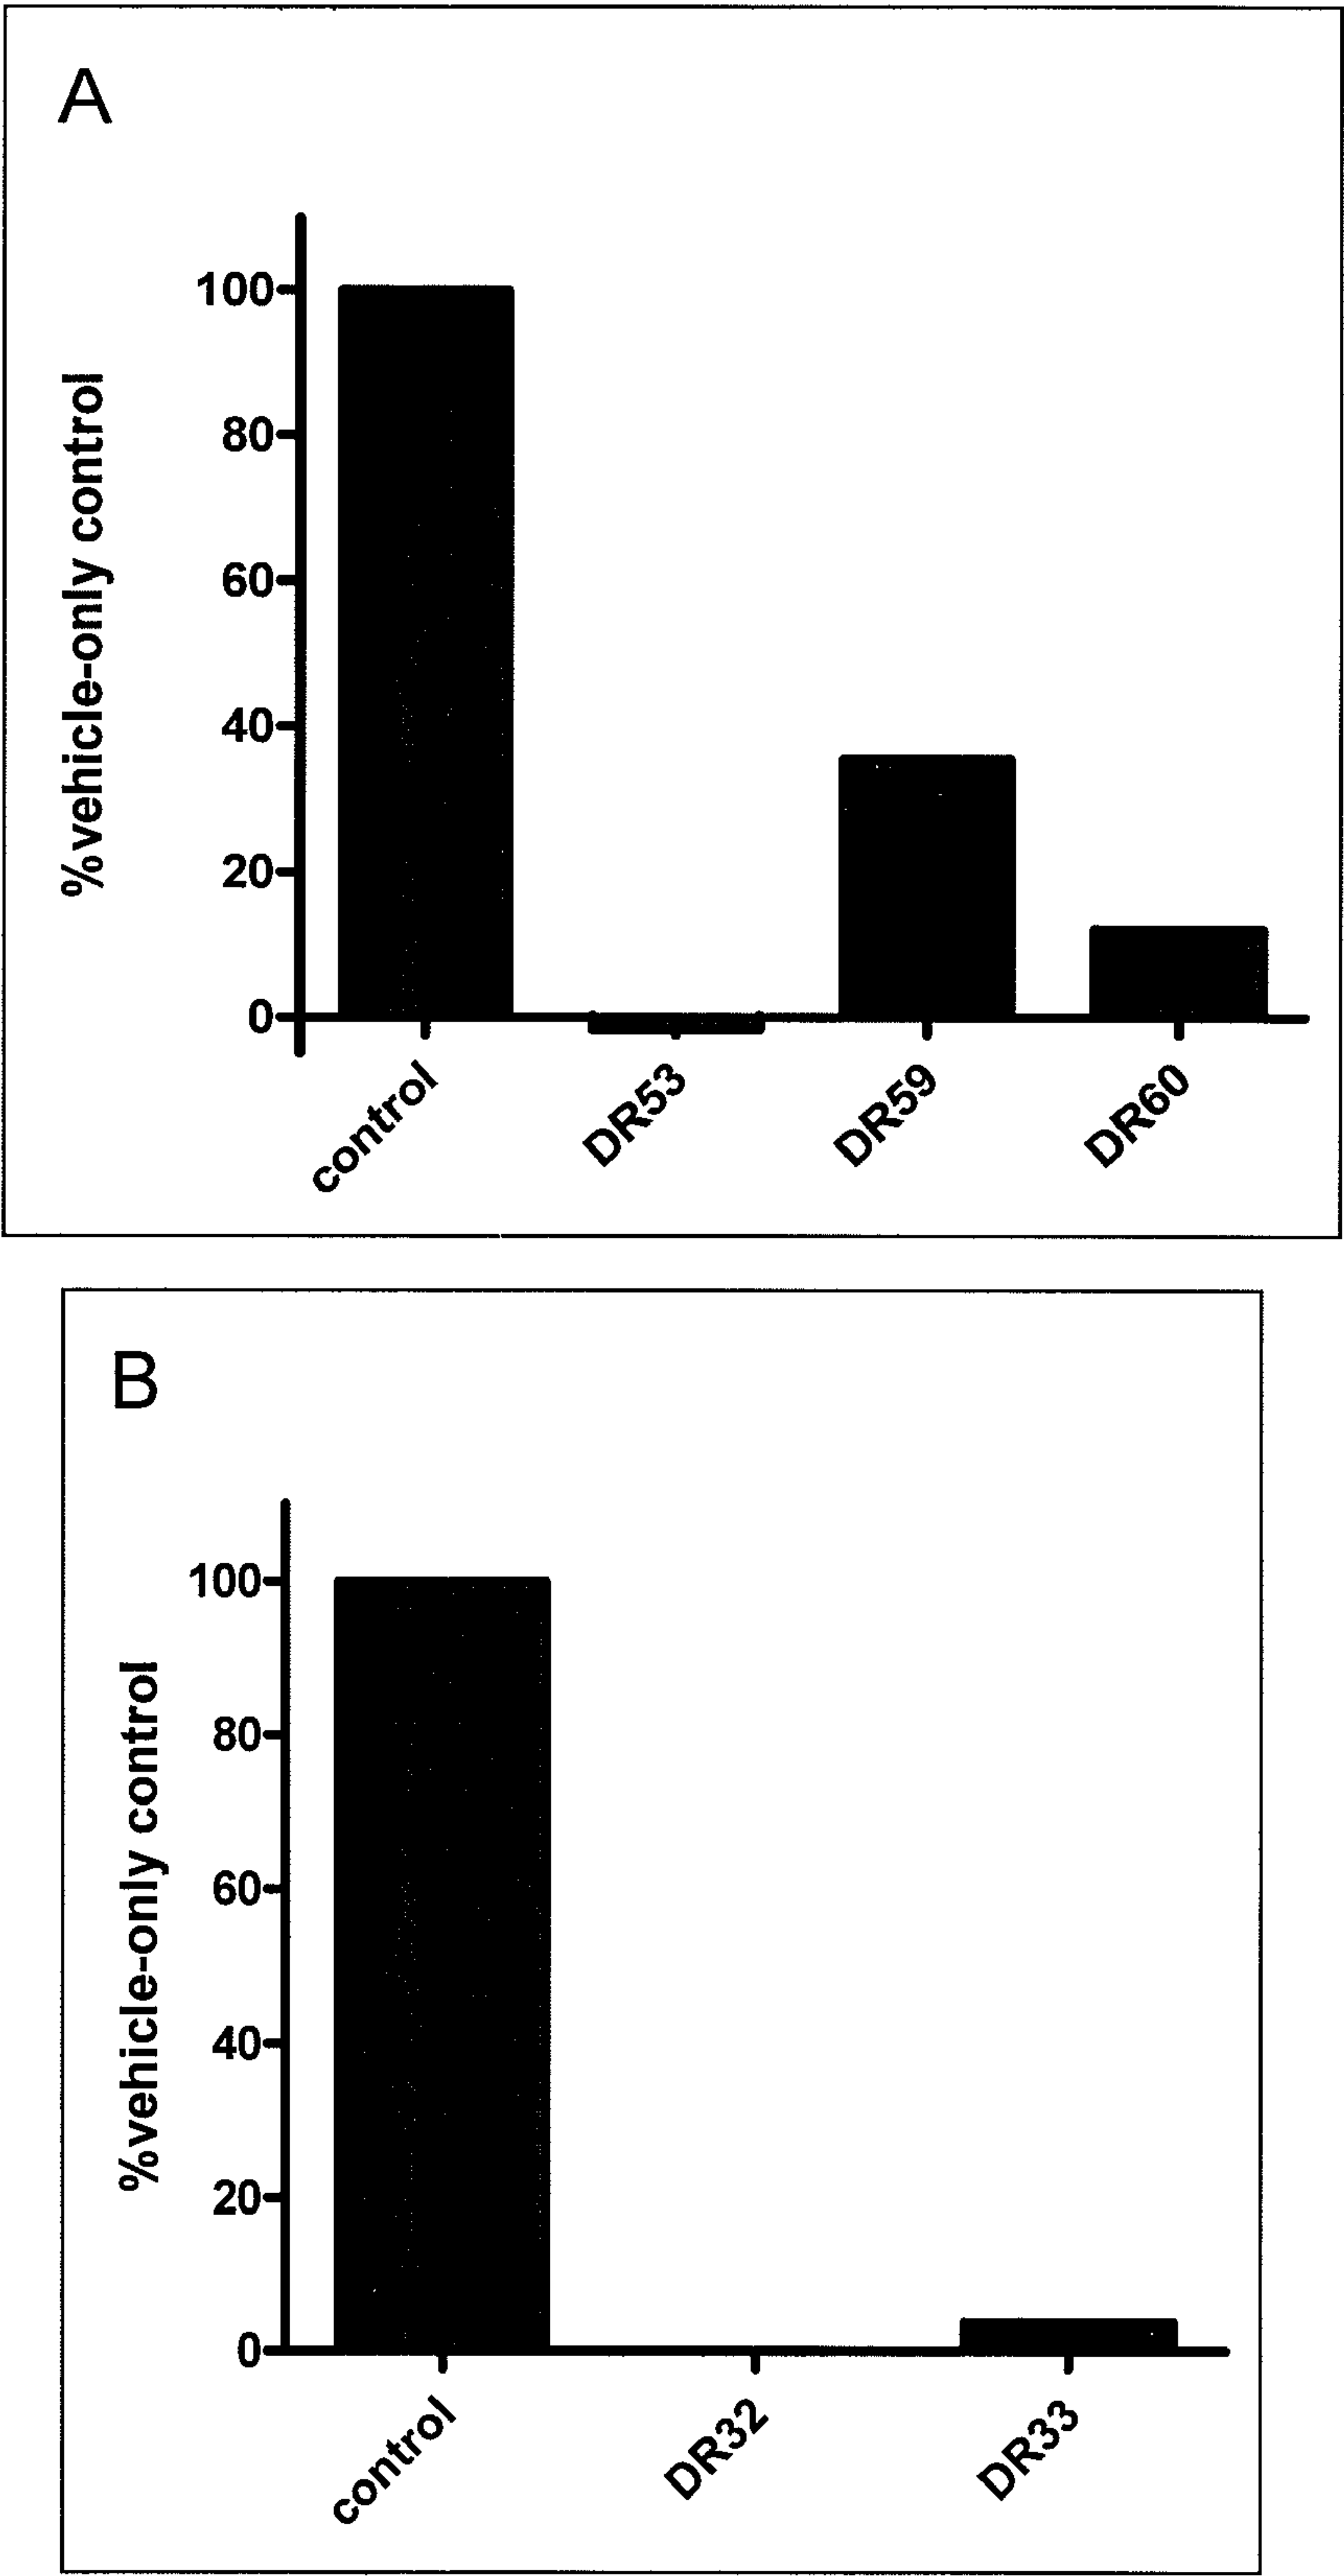 A
%vehicle-only control
100
80
60
40
20
0
control
DR53
DR59
DR60
B
%vehicle-only control
100
80
60
40
20
0
control
DR32
DR33